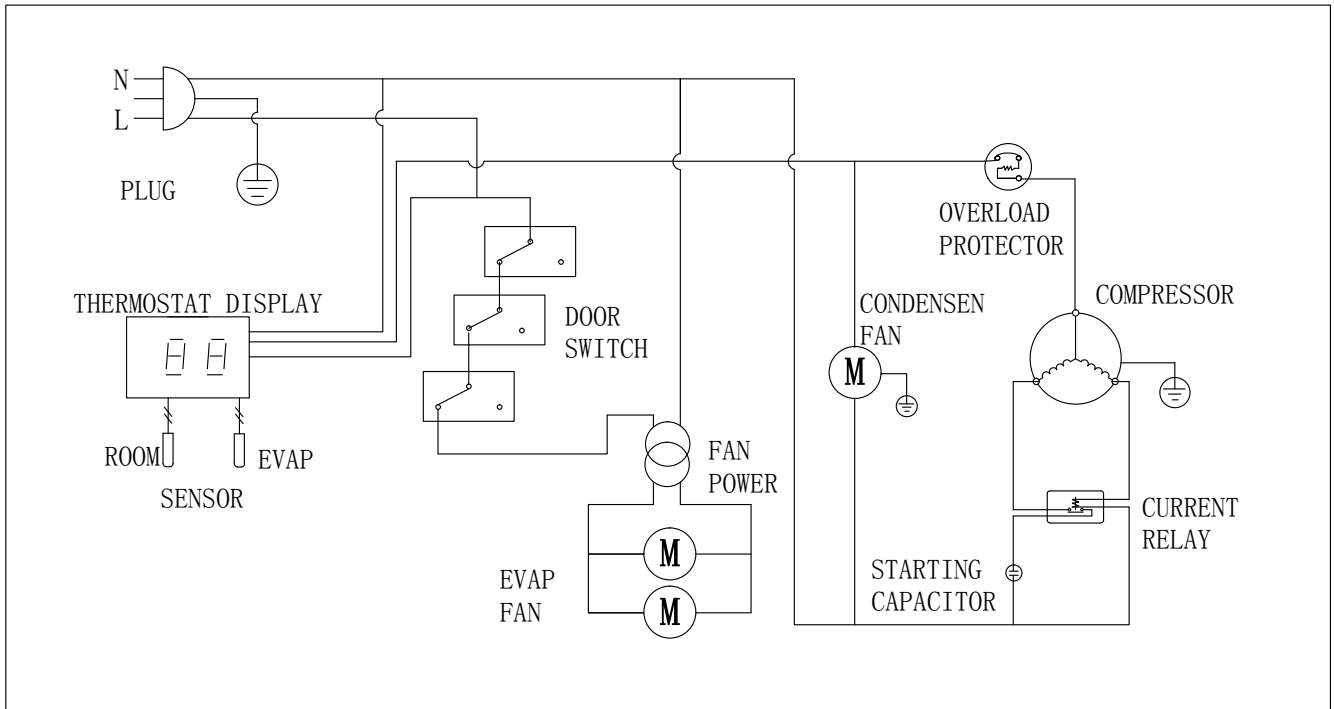 N
L
PLUG
OVERLOAD
PROTECTOR
THERMOSTAT DISPLAY
88
DOOR
SWITCH
CONDENSEN
FAN
COMPRESSOR
M
ROOM
EVAP
SENSOR
FAN
POWER
M
M
EVAP
FAN
CURRENT
RELAY
STARTING
CAPACITOR